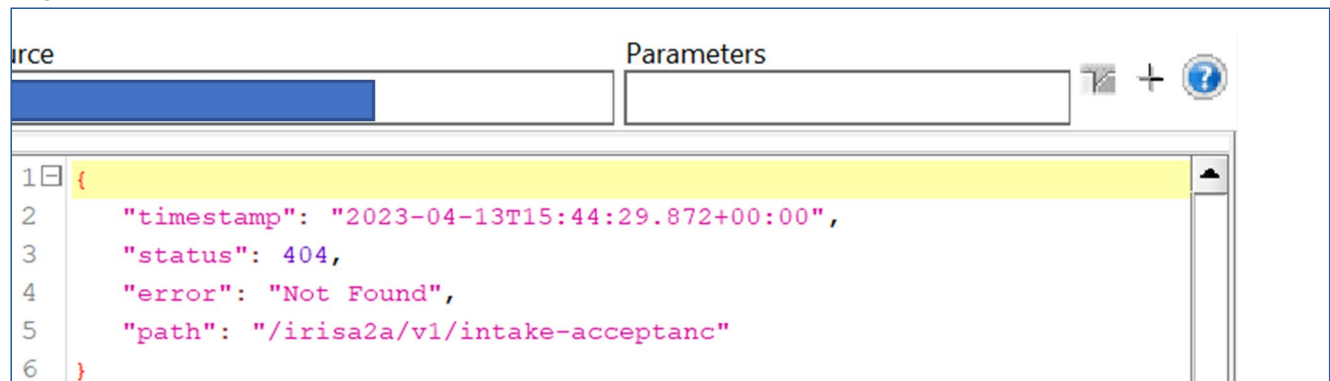 urce
Parameters
1 {
2 "timestamp": "2023-04-13T15:44:29.872+00:00",
3 "status": 404,
4 "error": "Not Found",
5 "path": "/irisa2a/v1/intake-acceptanc"
6 }